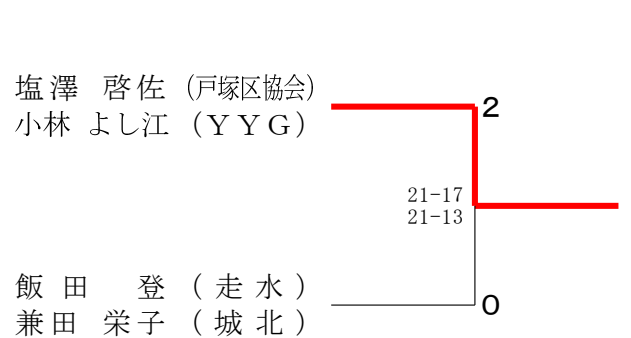 塩澤 啓佐 (戸塚区協会)
小林 よし江 (ＹＹＧ)
2
21-17
21-13
飯田 登 (走水)
兼田 栄子 (城北)
0